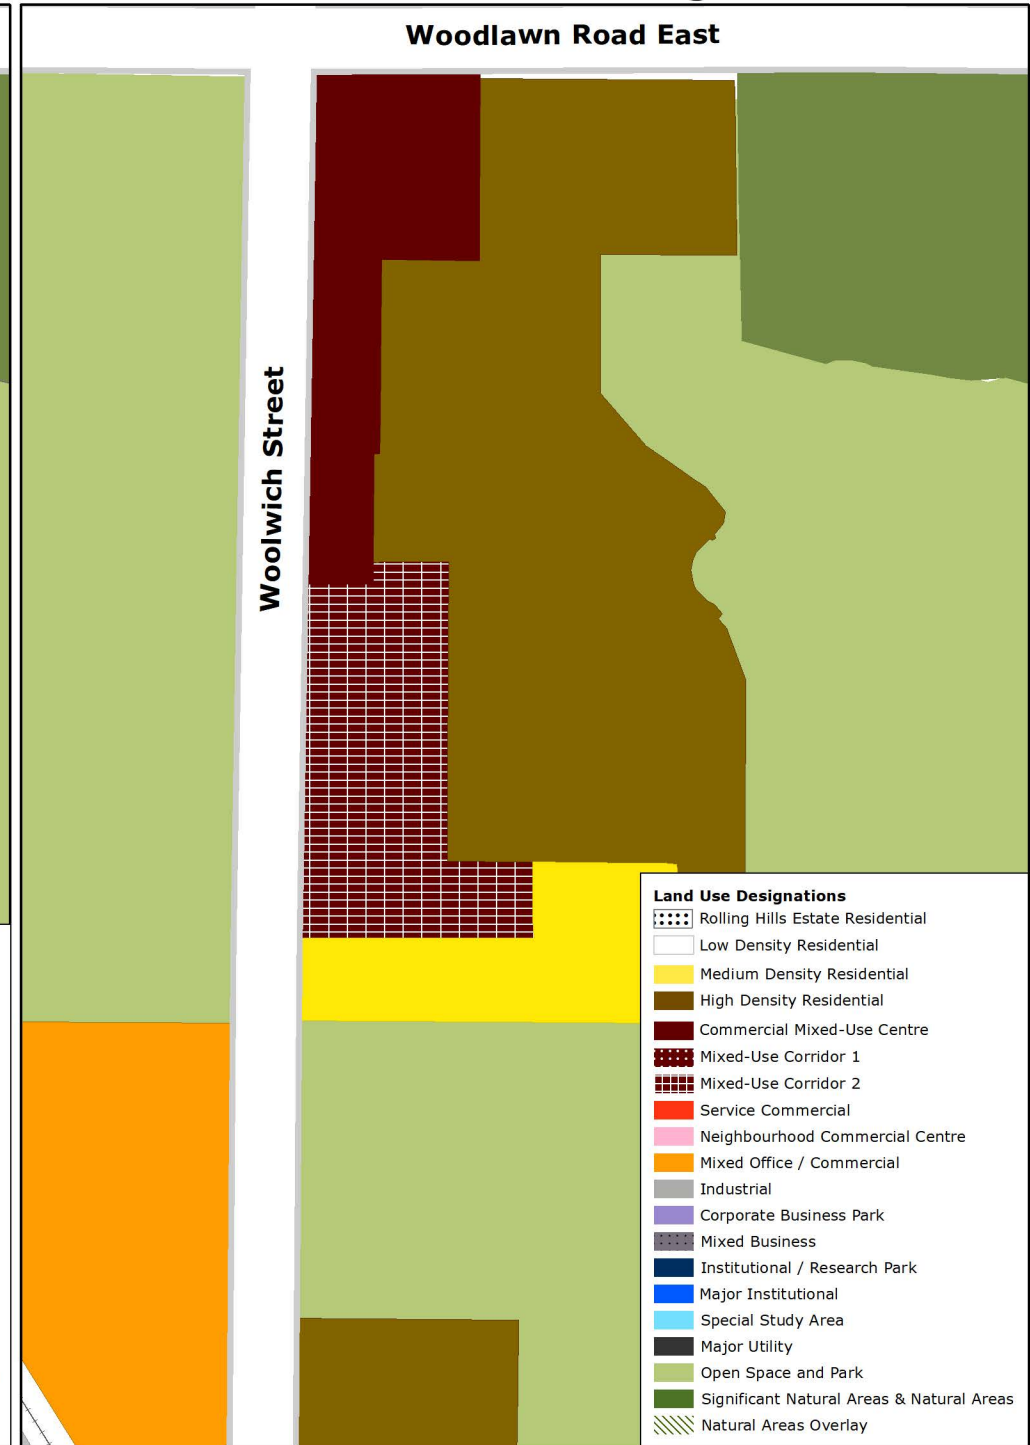 Woodlawn Road East
Woolwich Street
Land Use Designations
Rolling Hills Estate Residential
Low Density Residential
Medium Density Residential
High Density Residential
Commercial Mixed-Use Centre
Mixed-Use Corridor 1
Mixed-Use Corridor 2
Service Commercial
Neighbourhood Commercial Centre
Mixed Office / Commercial
Industrial
Corporate Business Park
Mixed Business
Institutional / Research Park
Major Institutional
Special Study Area
Major Utility
Open Space and Park
Significant Natural Areas & Natural Areas
Natural Areas Overlay